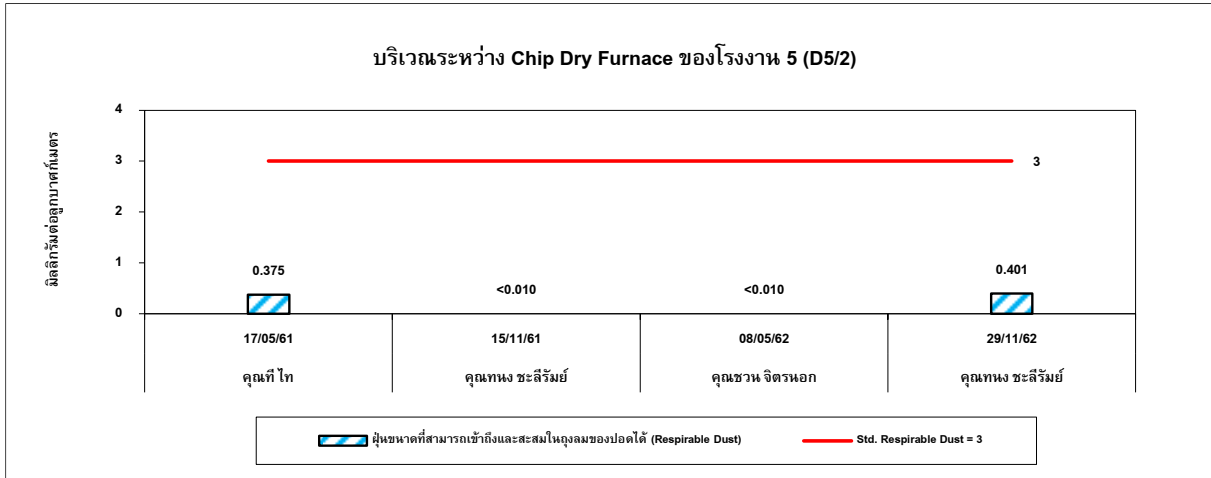 บริเวณระหว่าง Chip Dry Furnace ของโรงงาน 5 (D5/2)
มิลลิกรัมต่อลูกบาศก์เมตร
4
3
2
1
0
3
0.375
<0.010
<0.010
0.401
17/05/61
15/11/61
08/05/62
29/11/62
คุณที ไท
คุณทนง ชะลีรัมย์
คุณชวน จิตรนอก
คุณทนง ชะลีรัมย์
ฝุ่นขนาดที่สามารถเข้าถึงและสะสมในถุงลมของปอดได้ (Respirable Dust)
Std. Respirable Dust = 3